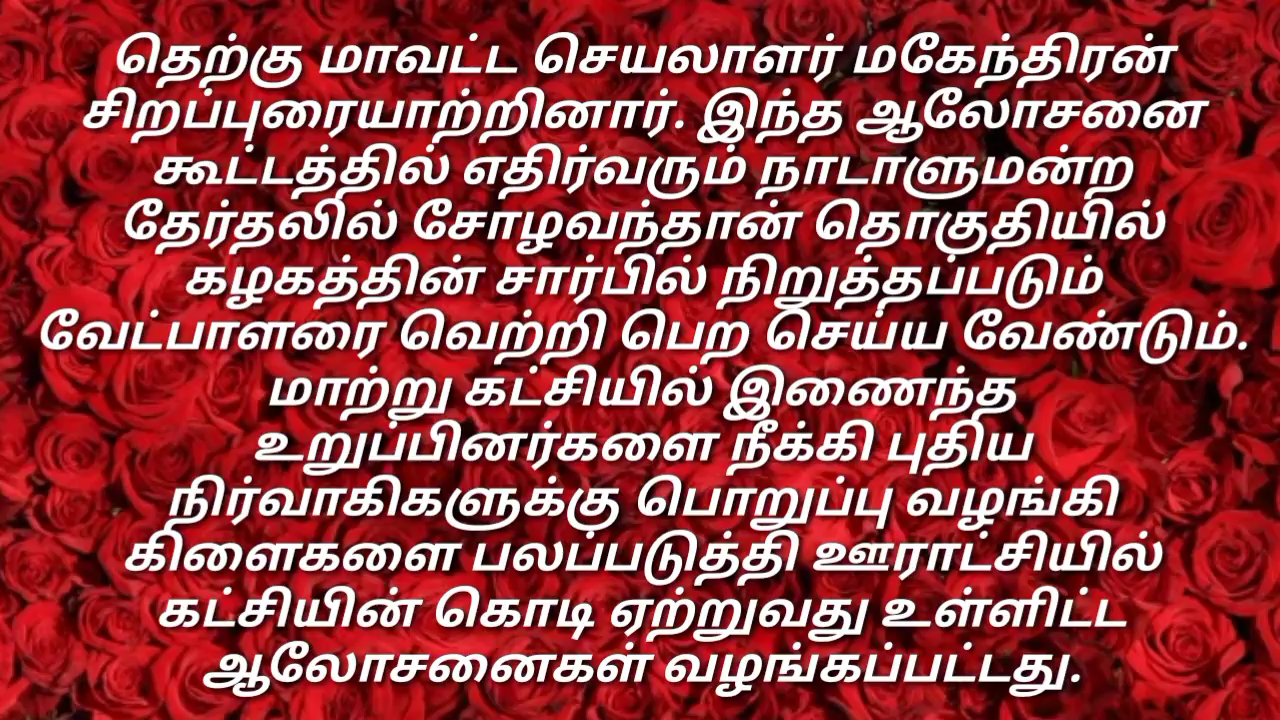 தெற்கு மாவட்ட செயலாளர் மகேந்திரன்
சிறப்புரையாற்றினார். இந்த ஆலோசனை
கூட்டத்தில் எதிர்வரும் நாடாளுமன்ற
தேர்தலில் சோழவந்தான் தொகுதியில்
கழகத்தின் சார்பில் நிறுத்தப்படும்
வேட்பாளரை வெற்றி பெற செய்ய வேண்டும்.
மாற்று கட்சியில் இணைந்த
உறுப்பினர்களை நீக்கி புதிய
நிர்வாகிகளுக்கு பொறுப்பு வழங்கி
கிளைகளை பலப்படுத்தி ஊராட்சியில்
கட்சியின் கொடி ஏற்றுவது உள்ளிட்ட
ஆலோசனைகள் வழங்கப்பட்டது.